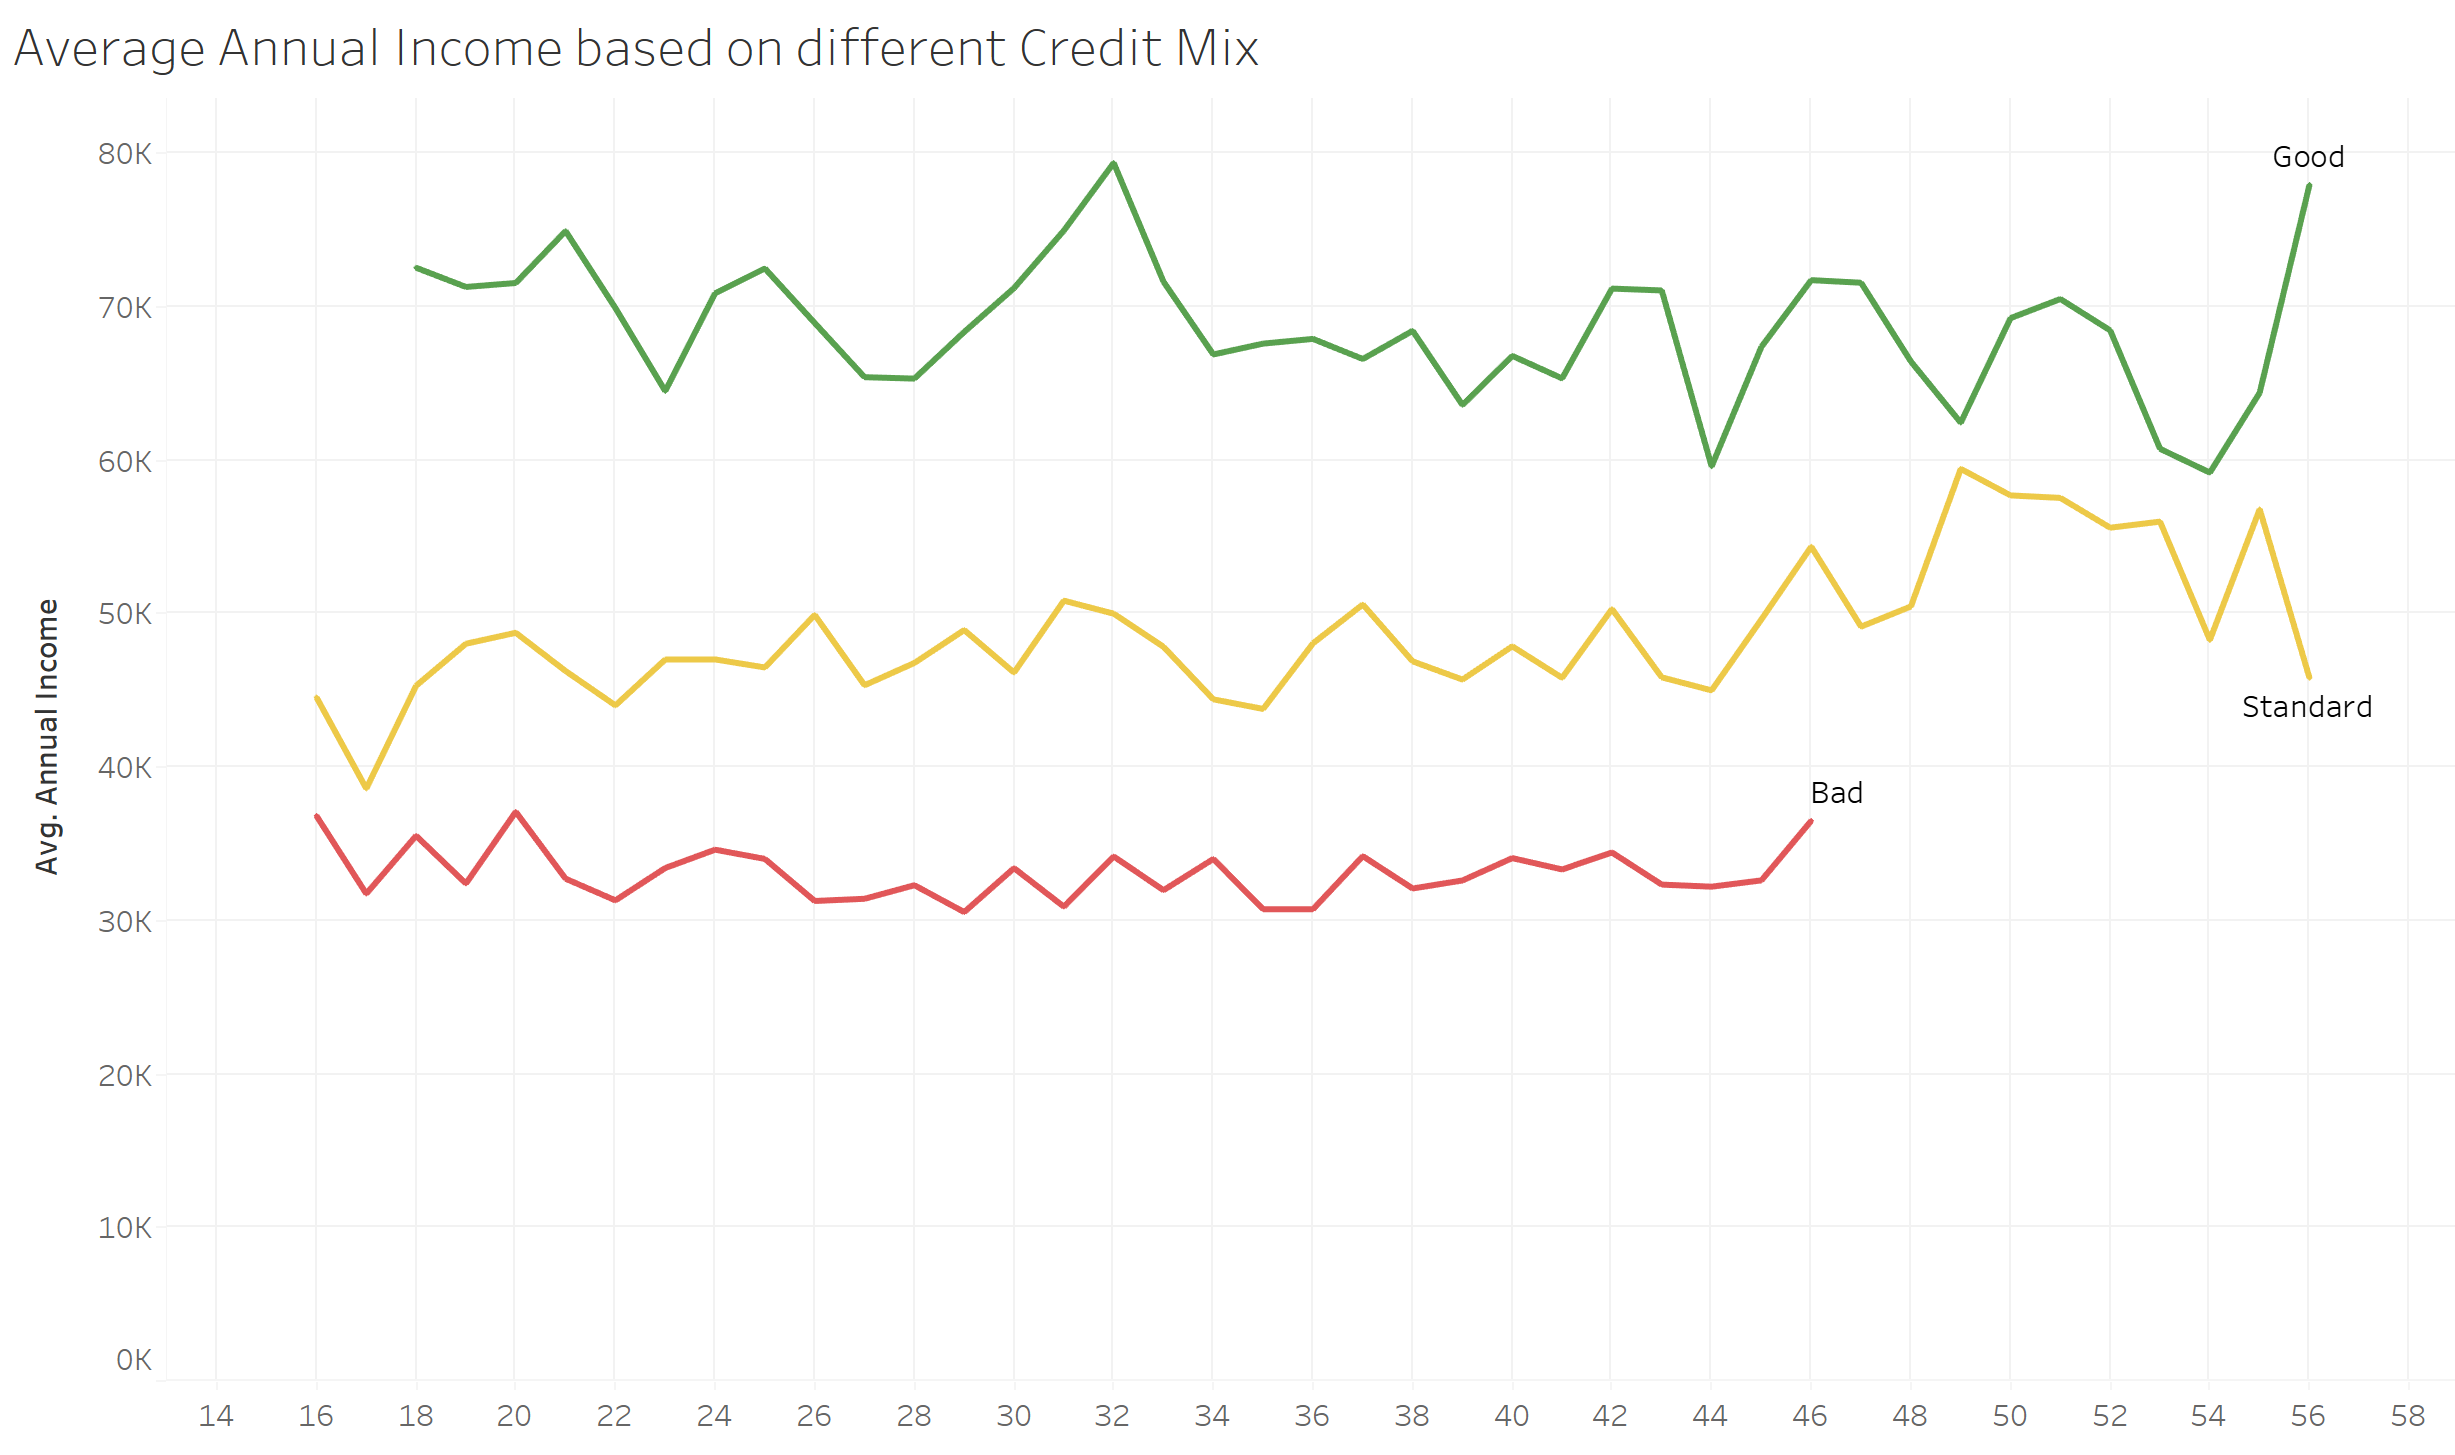 Average Annual Income based on different Credit Mix
Avg. Annual Income
80K
70K
60K
50K
40K
30K
20K
10K
0K
Good
Standard
Bad
14 16 18 20 22 24 26 28 30 32 34 36 38 40 42 44 46 48 50 52 54 56 58